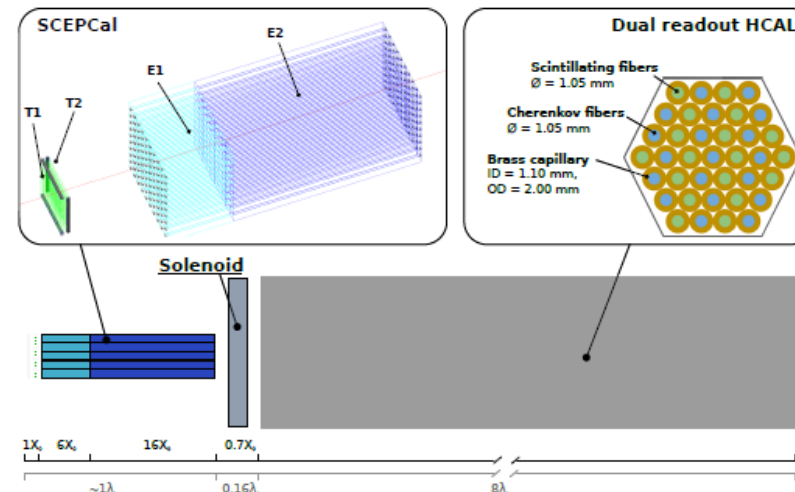 SCEPCal
E1
E2
T1
T2
Dual readout HCAL
Scintillating fibers
Ø = 1.05 mm
Cherenkov fibers
Ø = 1.05 mm
Brass capillary
ID = 1.10 mm,
OD = 2.00 mm
Solenoid
1X₀ 6X₀ 16X₀ 0.7X₀
~1λ 0.16λ 8λ